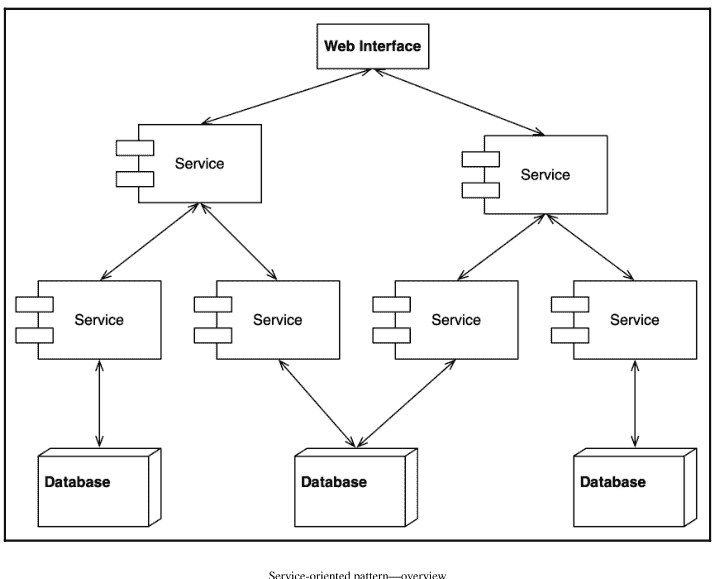 Web Interface
Service
Service
Service
Service
Service
Service
Database
Database
Database
Service-oriented pattern—overview